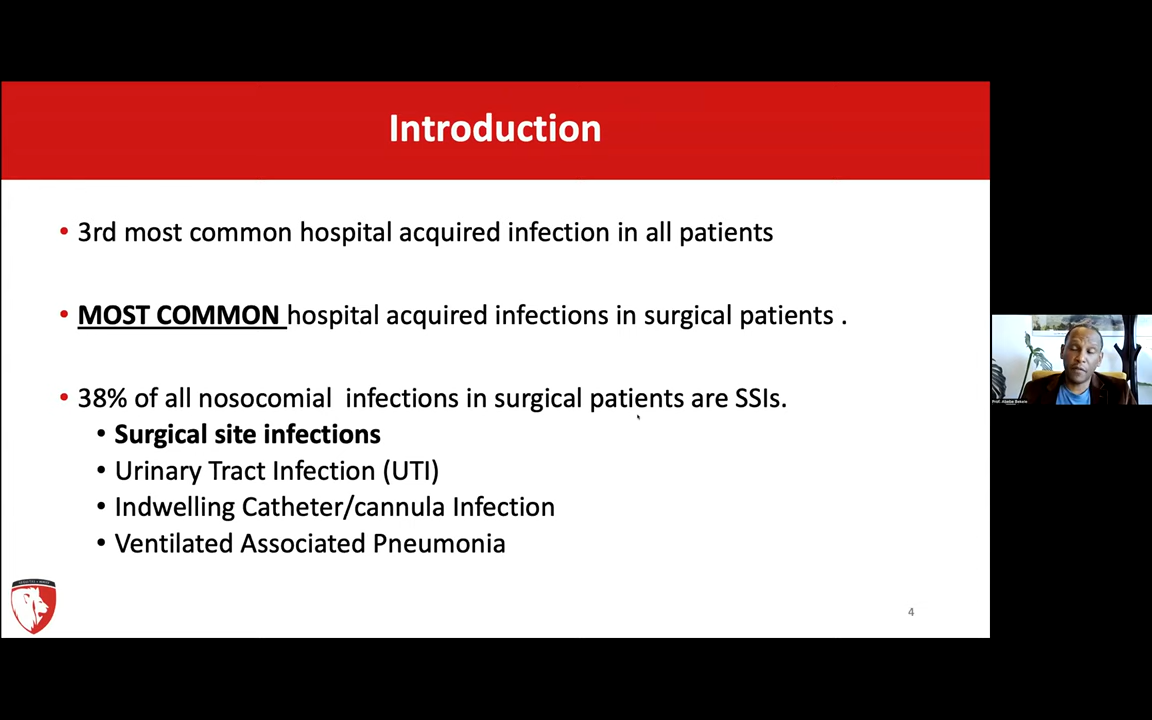 Introduction
• 3rd most common hospital acquired infection in all patients
• MOST COMMON hospital acquired infections in surgical patients .
• 38% of all nosocomial  infections in surgical patients are SSIs.
• Surgical site infections
• Urinary Tract Infection (UTI)
• Indwelling Catheter/cannula Infection
• Ventilated Associated Pneumonia
4
Prof.